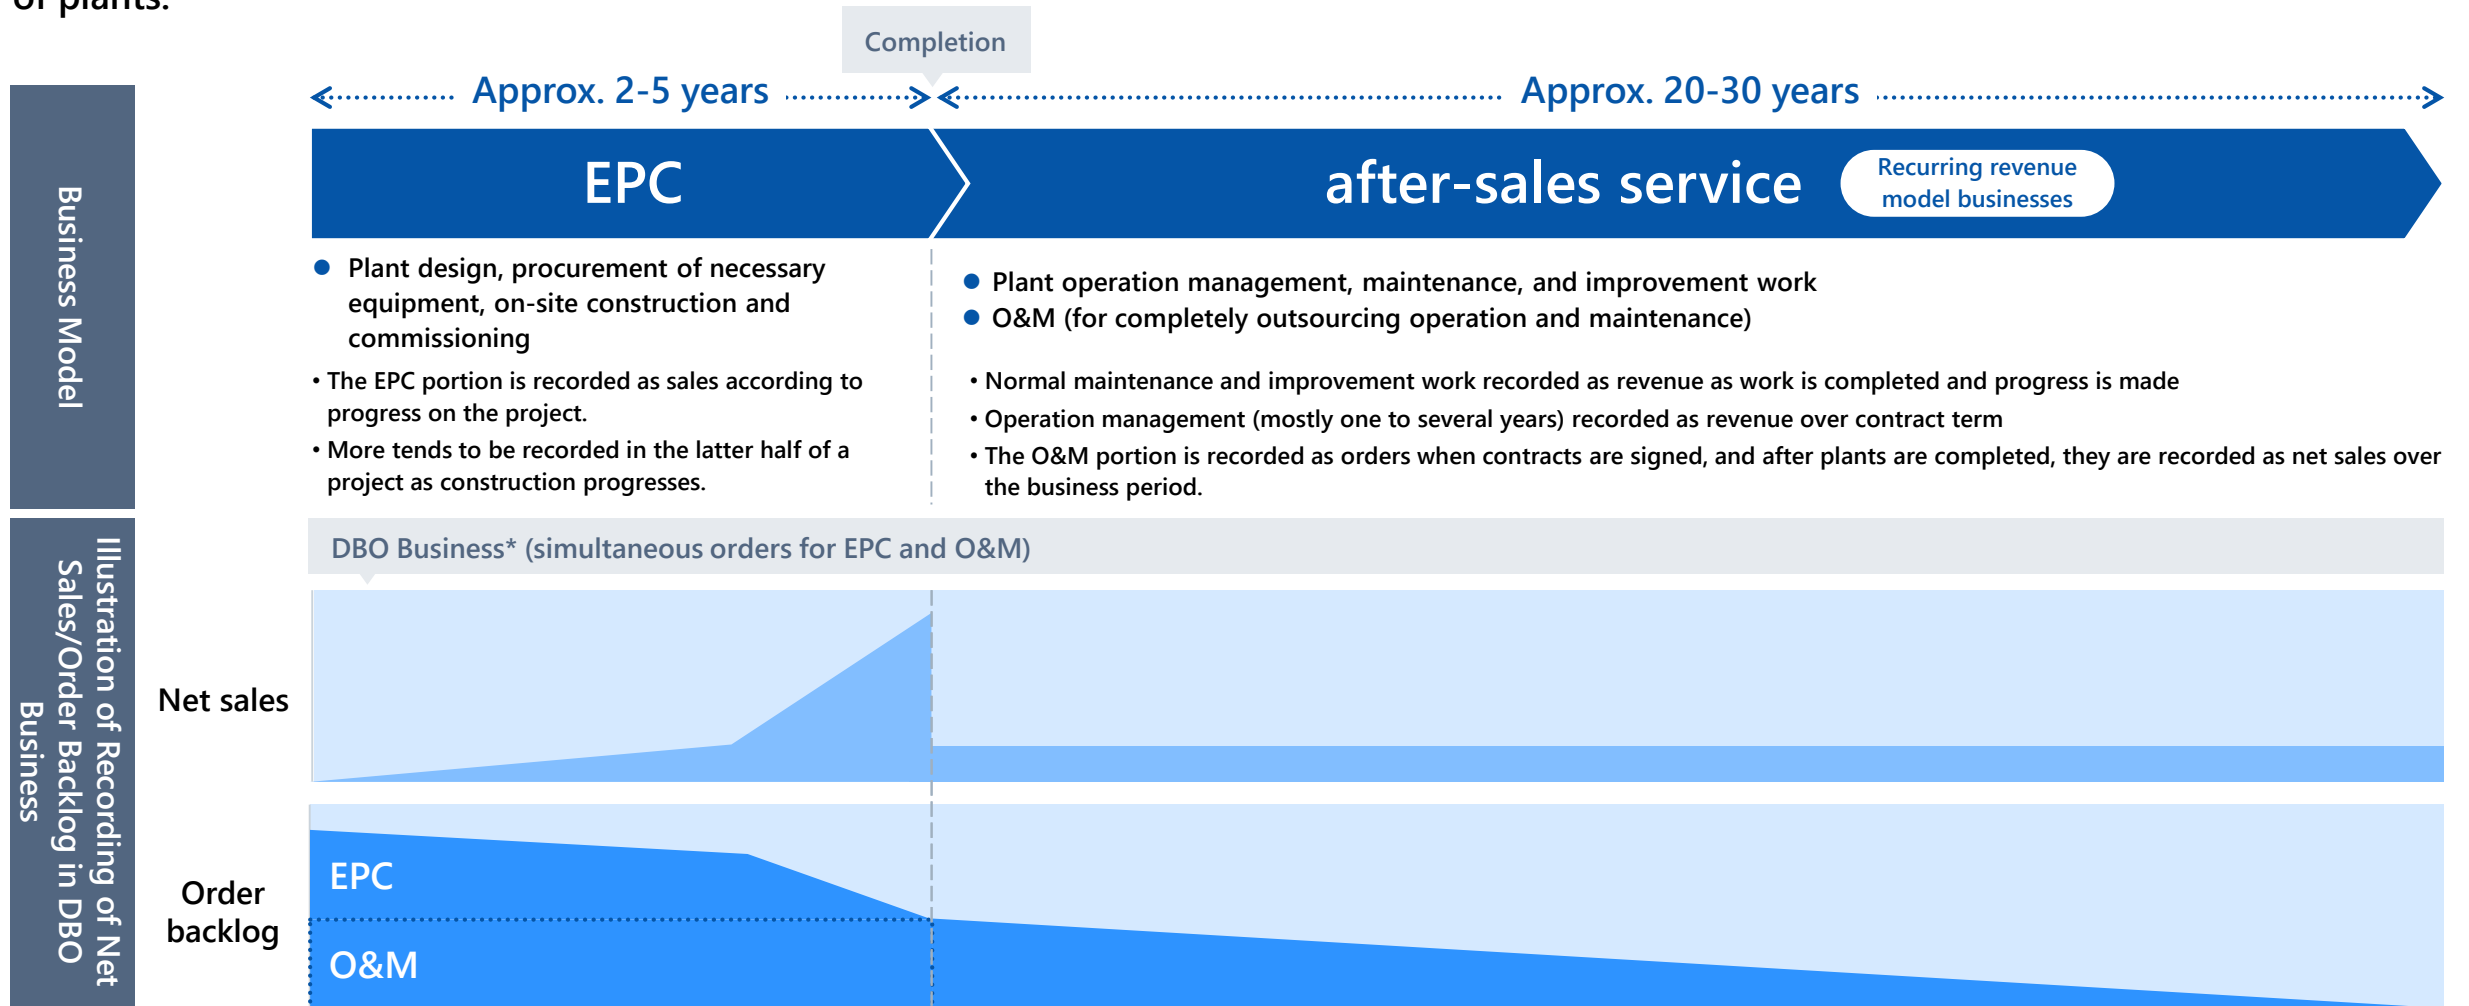 of plants.
Completion
Approx. 2-5 years
Approx. 20-30 years
Business Model
EPC
after-sales service
Recurring revenue
model businesses
● Plant design, procurement of necessary
equipment, on-site construction and
commissioning
• The EPC portion is recorded as sales according to
progress on the project.
• More tends to be recorded in the latter half of a
project as construction progresses.
● Plant operation management, maintenance, and improvement work
● O&M (for completely outsourcing operation and maintenance)
• Normal maintenance and improvement work recorded as revenue as work is completed and progress is made
• Operation management (mostly one to several years) recorded as revenue over contract term
• The O&M portion is recorded as orders when contracts are signed, and after plants are completed, they are recorded as net sales over
the business period.
Illustration of Recording of Net
Sales/Order Backlog in DBO
Business
DBO Business* (simultaneous orders for EPC and O&M)
Net sales
Order
backlog
EPC
O&M